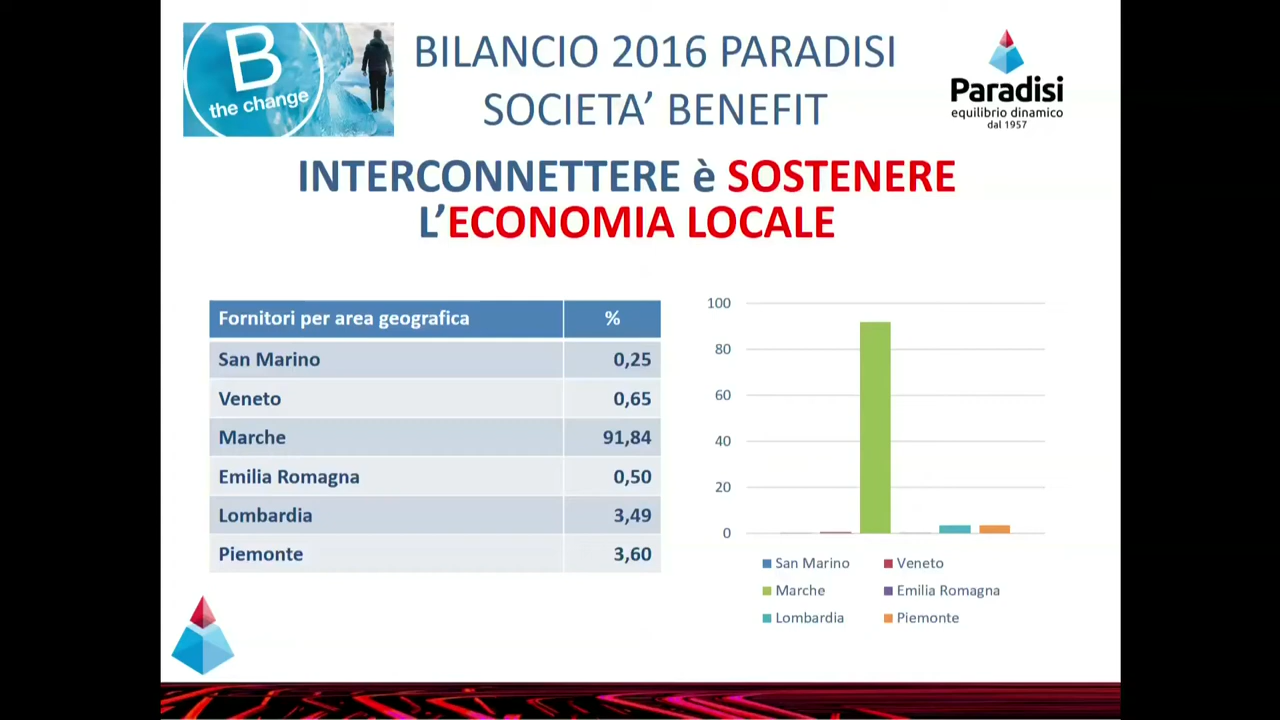 B
the change
BILANCIO 2016 PARADISI
SOCIETA’ BENEFIT
Paradisi
equilibrio dinamico
dal 1957
INTERCONNETTERE è SOSTENERE
L’ECONOMIA LOCALE
Fornitori per area geografica %
San Marino 0,25
Veneto 0,65
Marche 91,84
Emilia Romagna 0,50
Lombardia 3,49
Piemonte 3,60
100
80
60
40
20
0
San Marino Veneto
Marche Emilia Romagna
Lombardia Piemonte